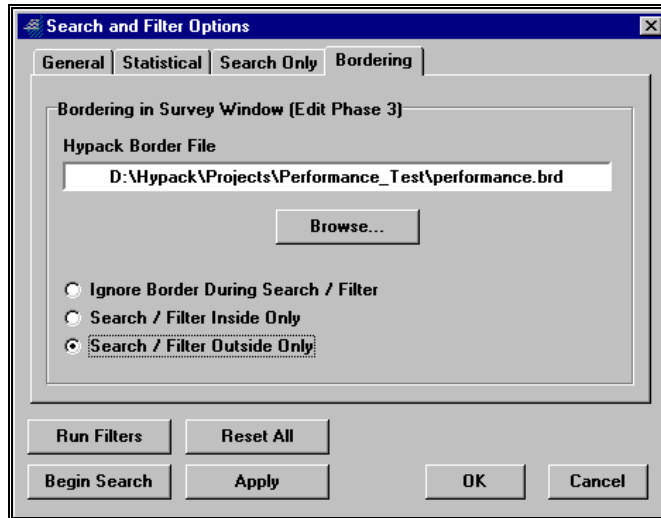 Search and Filter Options
General Statistical Search Only Bordering
Bordering in Survey Window (Edit Phase 3)
Hypack Border File
D:\Hypack\Projects\Performance_Test\performance.brd
Browse...
Ignore Border During Search / Filter
Search / Filter Inside Only
Search / Filter Outside Only
Run Filters Reset All
Begin Search Apply OK Cancel